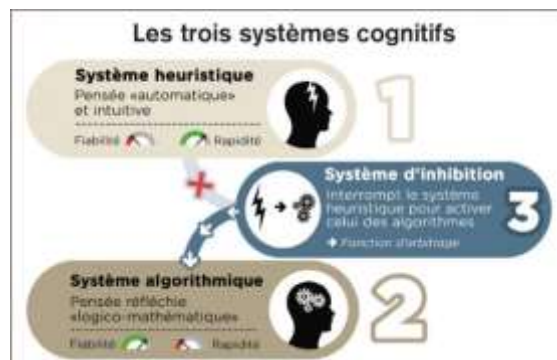 Les trois systèmes cognitifs
Système heuristique
Pensée «automatique»
et intuitive
Fiabilité Rapidité
1
Système d'inhibition
Interrompt le système
heuristique pour activer
celui des algorithmes
➔ Fonction d'arbitrage
3
Système algorithmique
Pensée réfléchie
«logico-mathématique»
Fiabilité Rapidité
2